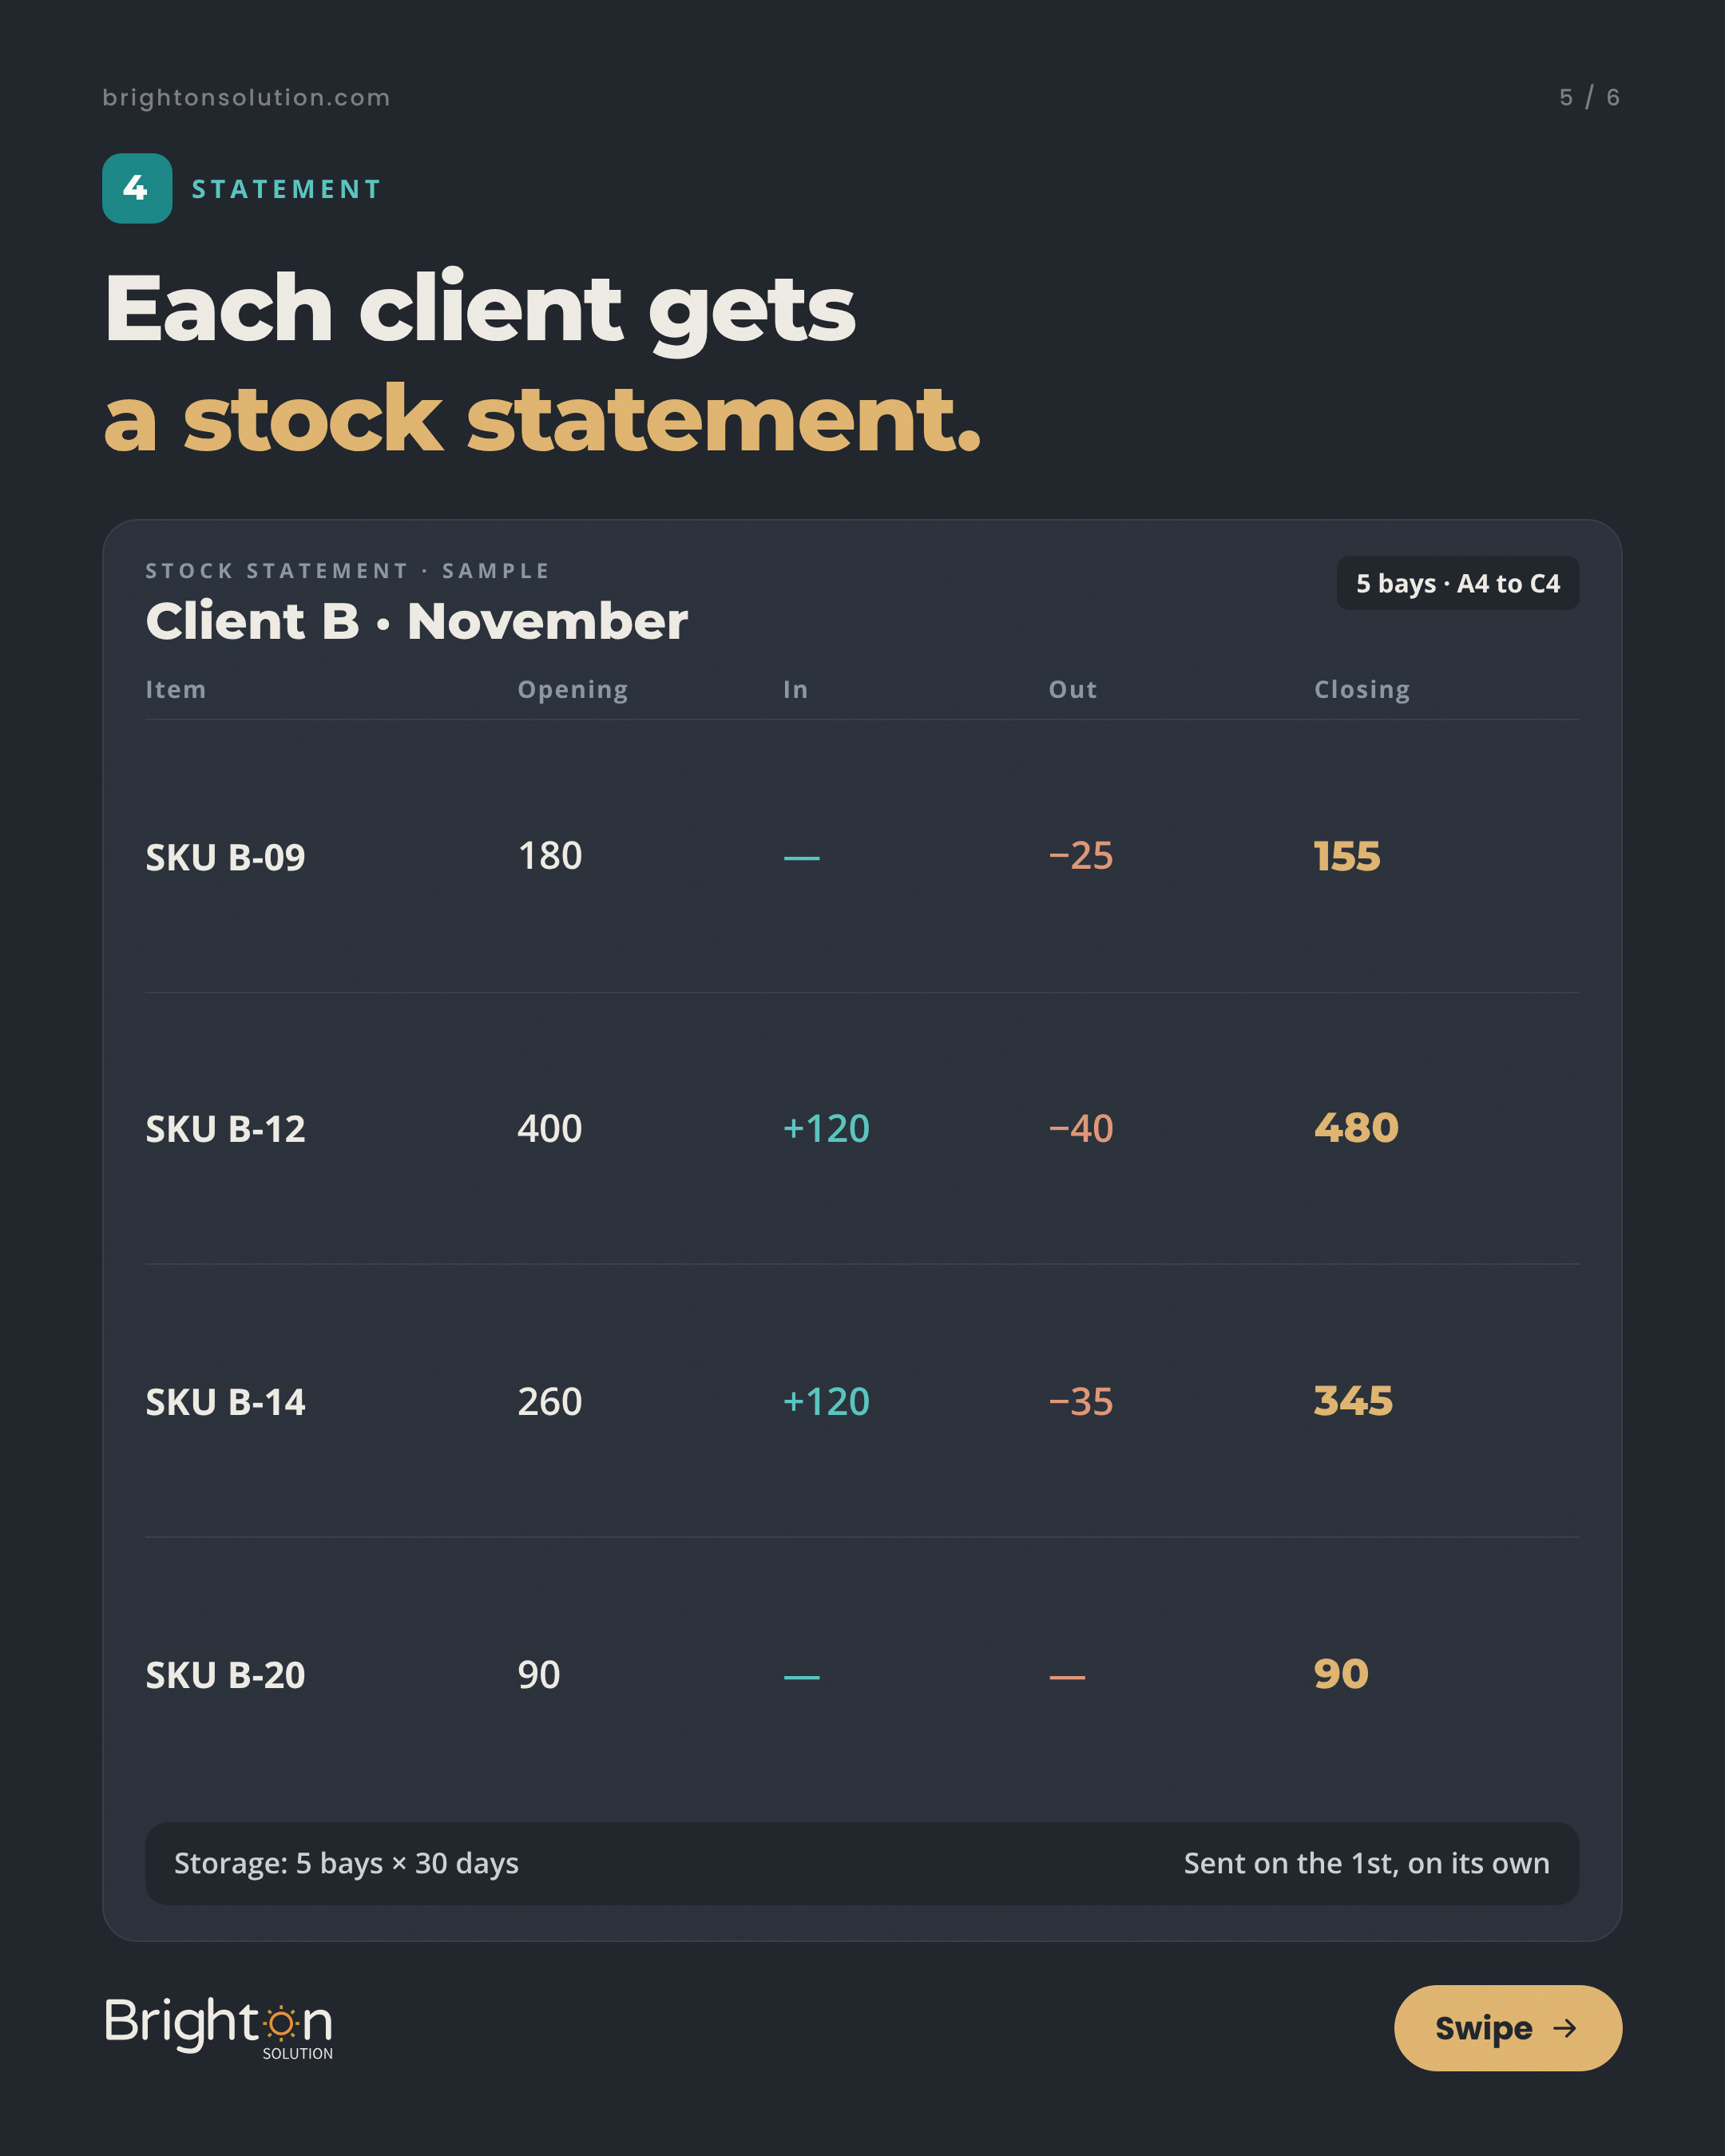 brightonsolution.com 5 / 6
4 STATEMENT
Each client gets
a stock statement.
STOCK STATEMENT · SAMPLE
5 bays · A4 to C4
Client B · November
Item Opening In Out Closing
SKU B-09 180 — −25 155
SKU B-12 400 +120 −40 480
SKU B-14 260 +120 −35 345
SKU B-20 90 — — 90
Storage: 5 bays × 30 days Sent on the 1st, on its own
Brighton
SOLUTION
Swipe →